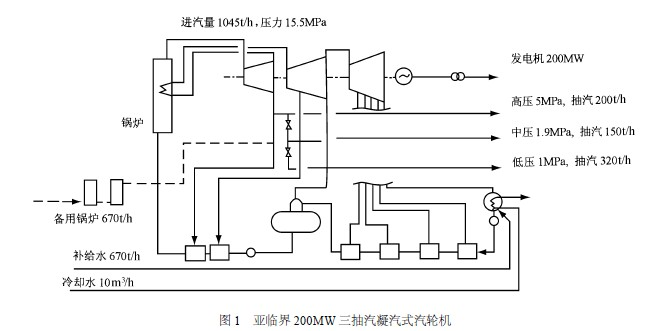 进汽量 1045t/h,压力 15.5MPa
发电机 200MW
高压 5MPa, 抽汽 200t/h
锅炉
中压 1.9MPa, 抽汽 150t/h
低压 1MPa, 抽汽 320t/h
备用锅炉 670t/h
补给水 670t/h
冷却水 10m³/h
图 1 亚临界 200MW 三抽汽凝汽式汽轮机